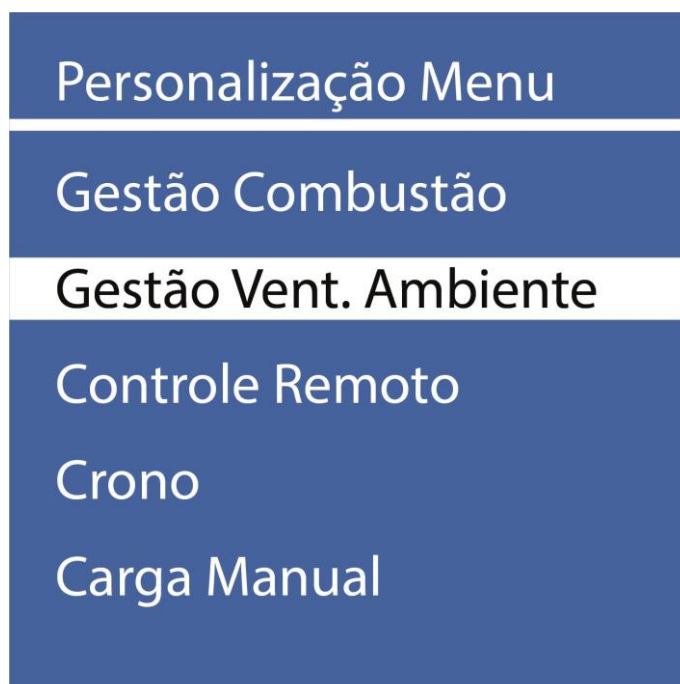 Personalização Menu
Gestão Combustão
Gestão Vent. Ambiente
Controle Remoto
Crono
Carga Manual